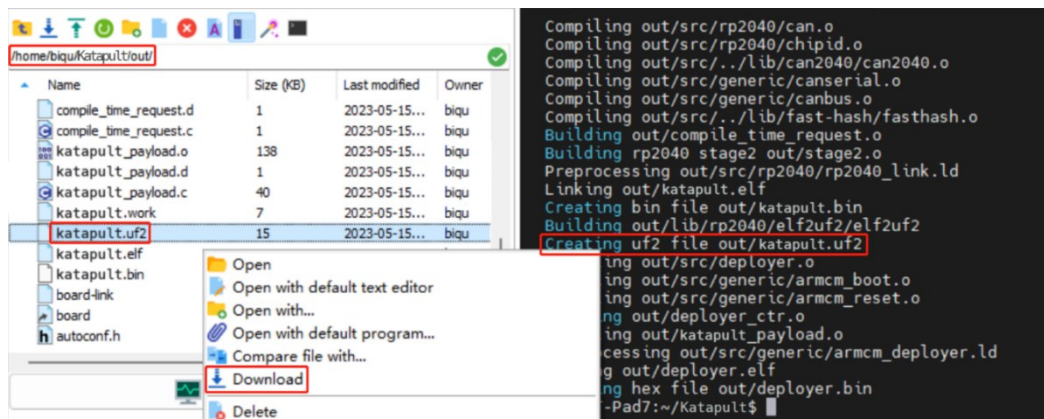 /home/biqu/Katapult/out/
Name Size (KB) Last modified Owner
compile_time_request.d 1 2023-05-15... biqu
compile_time_request.c 1 2023-05-15... biqu
katapult_payload.o 138 2023-05-15... biqu
katapult_payload.d 1 2023-05-15... biqu
katapult_payload.c 40 2023-05-15... biqu
katapult.work 7 2023-05-15... biqu
katapult.uf2 15 2023-05-15... biqu
katapult.elf
katapult.bin
board-link
board
autoconf.h
Open
Open with default text editor
Open with...
Open with default program...
Compare file with...
Download
Delete
Compiling out/src/rp2040/can.o
Compiling out/src/rp2040/chipid.o
Compiling out/src/../lib/can2040/can2040.o
Compiling out/src/generic/canserial.o
Compiling out/src/generic/canbus.o
Compiling out/src/../lib/fast-hash/fasthash.o
Building out/compile_time_request.o
Building rp2040 stage2 out/stage2.o
Preprocessing out/src/rp2040/rp2040_link.ld
Linking out/katapult.elf
Creating bin file out/katapult.bin
Building out/lib/rp2040/elf2uf2/elf2uf2
Creating uf2 file out/katapult.uf2
ing out/src/deployer.o
ing out/src/generic/armcm_boot.o
ing out/src/generic/armcm_reset.o
ng out/deployer_ctr.o
ing out/katapult_payload.o
cessing out/src/generic/armcm_deployer.ld
g out/deployer.elf
ng hex file out/deployer.bin
-Pad7:~/Katapult$